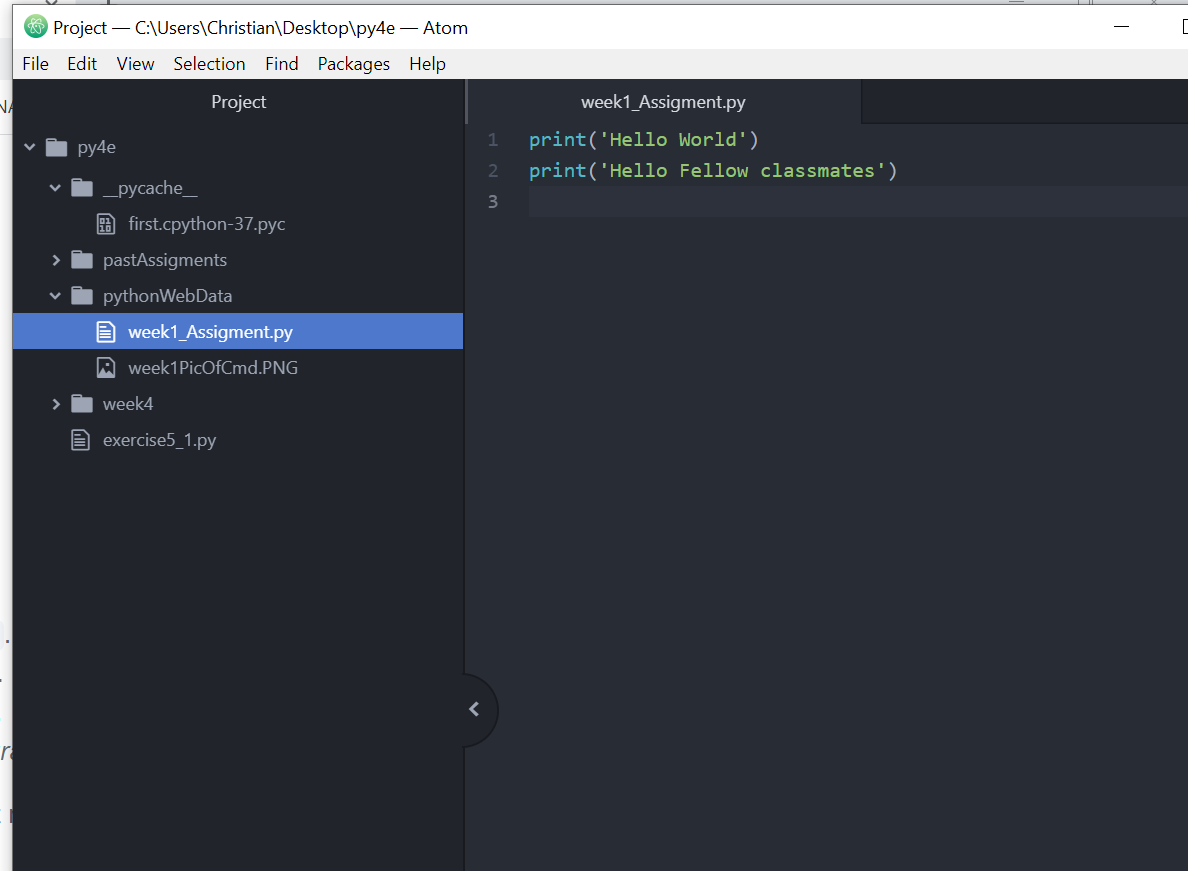 Project — C:\Users\Christian\Desktop\py4e — Atom
File Edit View Selection Find Packages Help
Project
py4e
__pycache__
first.cpython-37.pyc
pastAssigments
pythonWebData
week1_Assigment.py
week1PicOfCmd.PNG
week4
exercise5_1.py
week1_Assigment.py
1 print('Hello World')
2 print('Hello Fellow classmates')
3